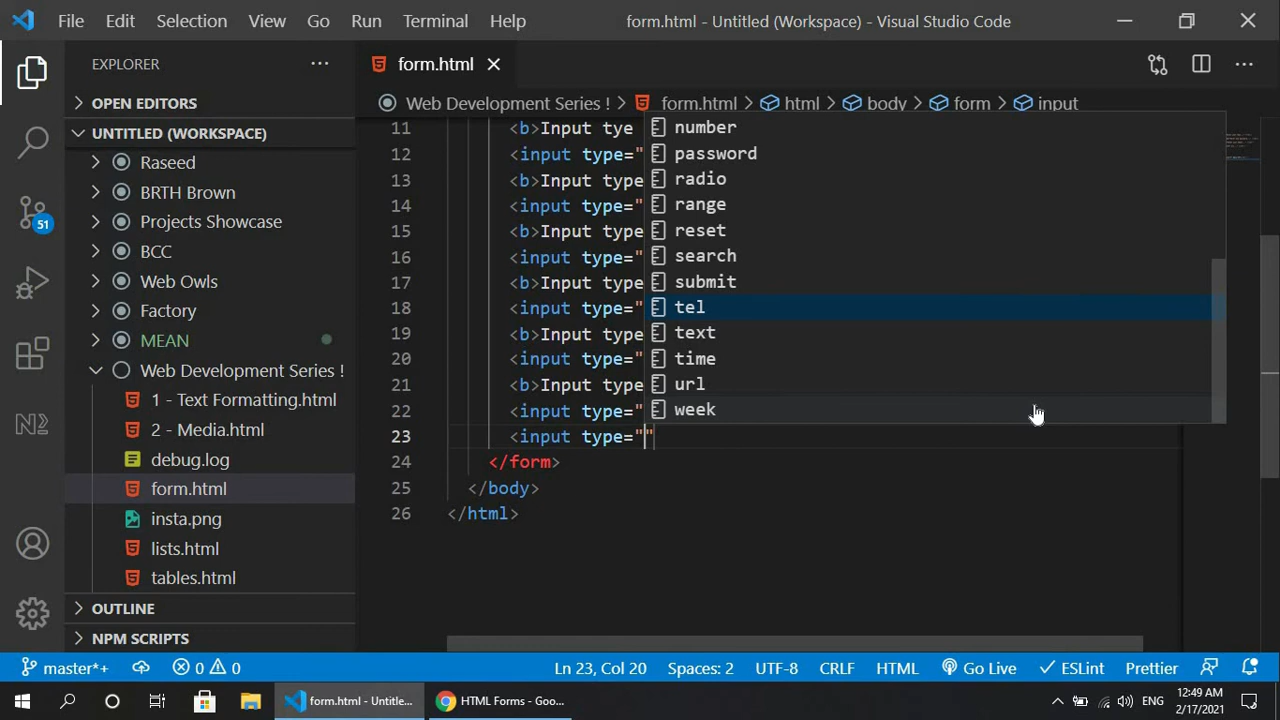 File Edit Selection View Go Run Terminal Help form.html - Untitled (Workspace) - Visual Studio Code
EXPLORER
form.html
OPEN EDITORS
Web Development Series ! > form.html > html > body > form > input
UNTITLED (WORKSPACE)
Raseed
BRTH Brown
Projects Showcase
BCC
Web Owls
Factory
MEAN
Web Development Series !
1 - Text Formatting.html
2 - Media.html
debug.log
form.html
insta.png
lists.html
tables.html
OUTLINE
NPM SCRIPTS
51
11 <b>Input tye
12 <input type="
13 <b>Input type
14 <input type="
15 <b>Input type
16 <input type="
17 <b>Input type
18 <input type="
19 <b>Input type
20 <input type="
21 <b>Input type
22 <input type="
23 <input type=""
24 </form>
25 </body>
26 </html>
number
password
radio
range
reset
search
submit
tel
text
time
url
week
master*+ 0 0 Ln 23, Col 20 Spaces: 2 UTF-8 CRLF HTML Go Live ESLint Prettier
form.html - Untitle... HTML Forms - Goo... ENG 12:49 AM
2/17/2021